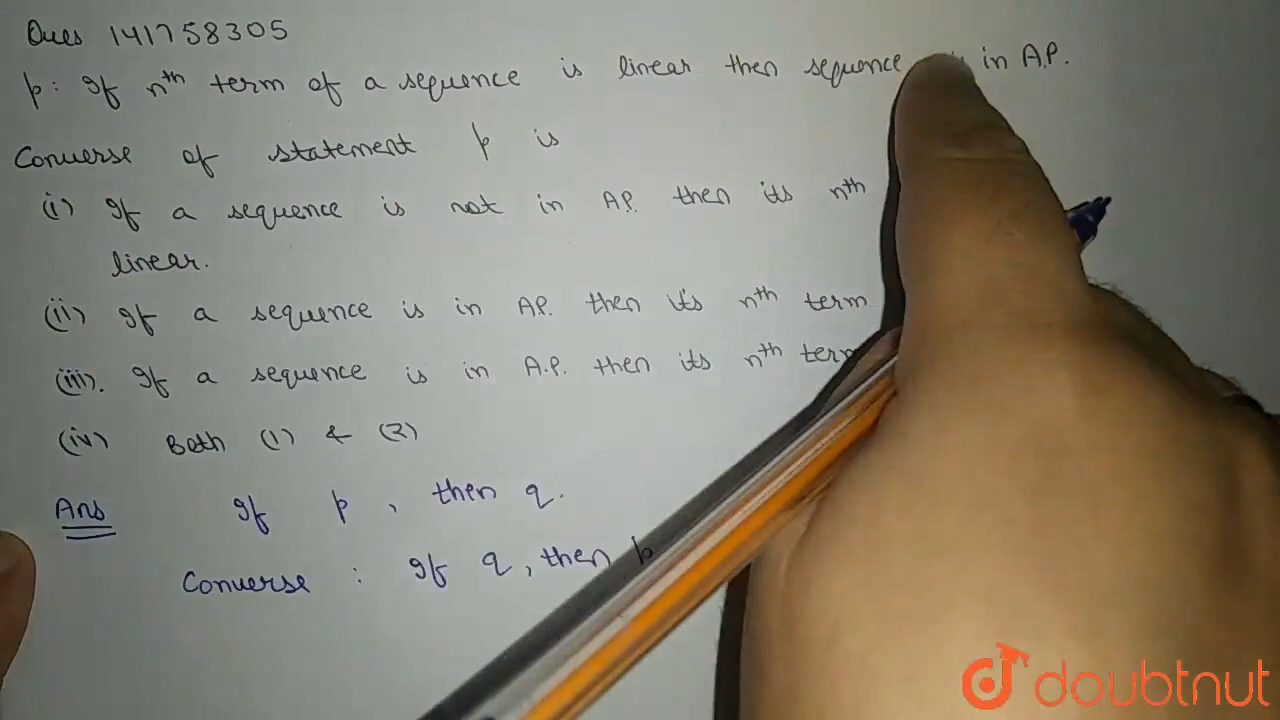 Ques 141758305
p: If nth term of a sequence is linear then sequence in A.P.
Converse of statement p is
(i) If a sequence is not in A.P. then its nth
linear.
(ii) If a sequence is in A.P. then it's nth term
(iii). If a sequence is in A.P. then its nth term
(iv) Both (1) & (2)
Ans If p, then q.
Converse : If q, then p
doubtnut